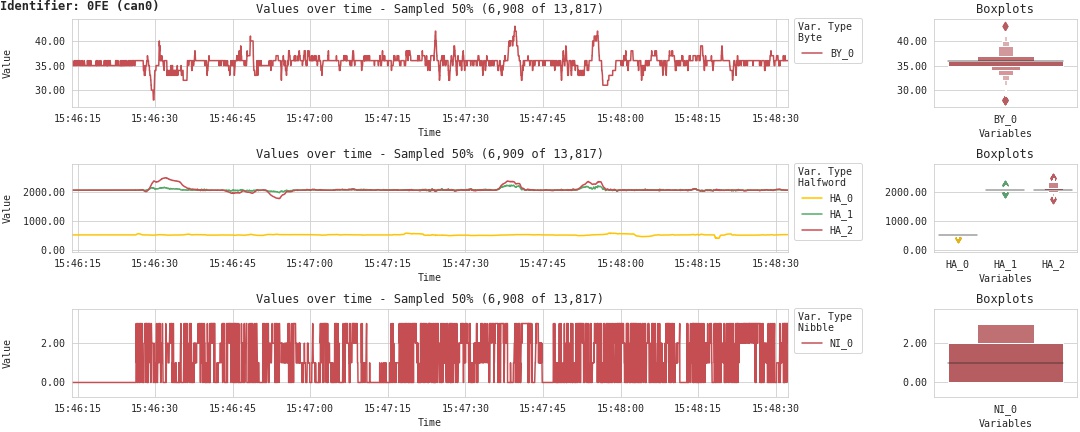 Identifier: 0FE (can0)
Values over time - Sampled 50% (6,908 of 13,817)
Boxplots
Value
40.00
35.00
30.00
15:46:15 15:46:30 15:46:45 15:47:00 15:47:15 15:47:30 15:47:45 15:48:00 15:48:15 15:48:30
Time
Var. Type
Byte
BY_0
40.00
35.00
30.00
BY_0
Variables
Values over time - Sampled 50% (6,909 of 13,817)
Boxplots
Value
2000.00
1000.00
0.00
15:46:15 15:46:30 15:46:45 15:47:00 15:47:15 15:47:30 15:47:45 15:48:00 15:48:15 15:48:30
Time
Var. Type
Halfword
HA_0
HA_1
HA_2
2000.00
1000.00
0.00
HA_0 HA_1 HA_2
Variables
Values over time - Sampled 50% (6,908 of 13,817)
Boxplots
Value
2.00
0.00
15:46:15 15:46:30 15:46:45 15:47:00 15:47:15 15:47:30 15:47:45 15:48:00 15:48:15 15:48:30
Time
Var. Type
Nibble
NI_0
2.00
0.00
NI_0
Variables